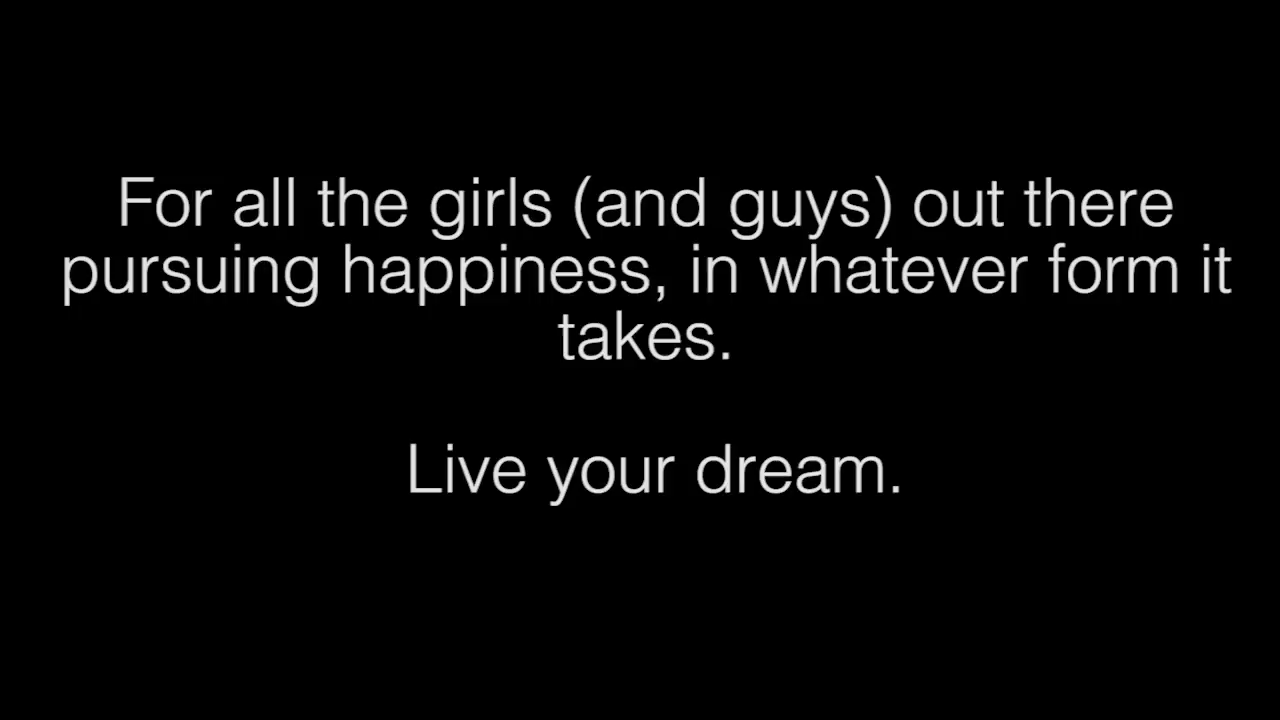 For all the girls (and guys) out there
pursuing happiness, in whatever form it
takes.
Live your dream.